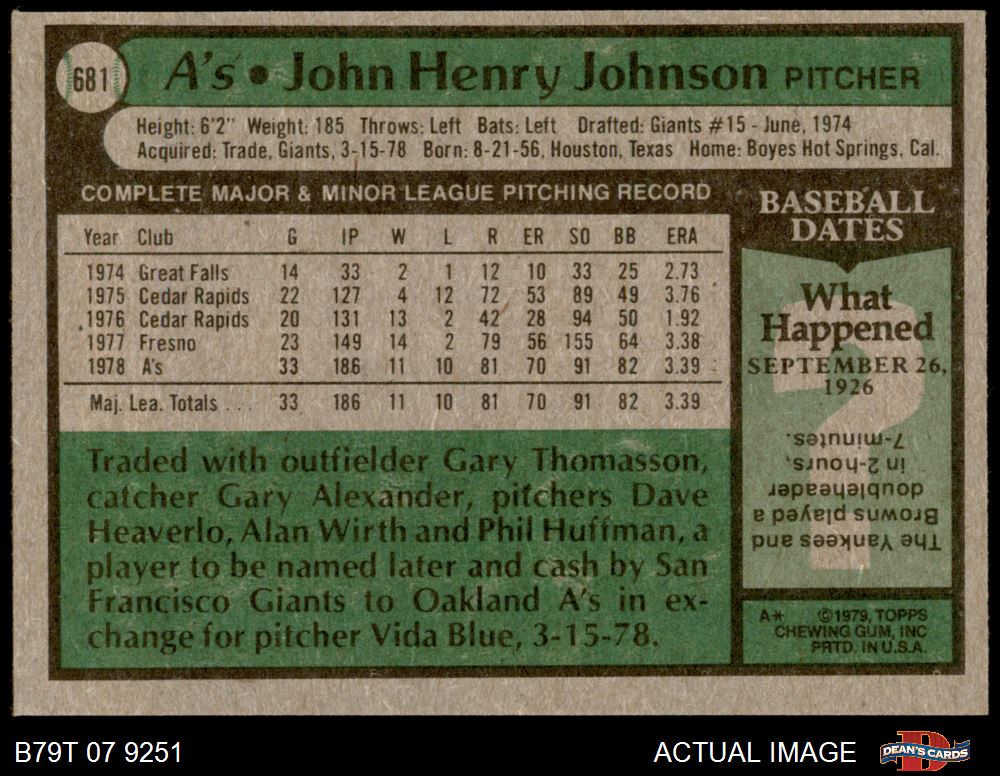 681 A's • John Henry Johnson PITCHER
Height: 6'2" Weight: 185 Throws: Left Bats: Left Drafted: Giants #15 - June, 1974
Acquired: Trade, Giants, 3-15-78 Born: 8-21-56, Houston, Texas Home: Boyes Hot Springs, Cal.
COMPLETE MAJOR & MINOR LEAGUE PITCHING RECORD
Year Club G IP W L R ER SO BB ERA
1974 Great Falls 14 33 2 1 12 10 33 25 2.73
1975 Cedar Rapids 22 127 4 12 72 53 89 49 3.76
1976 Cedar Rapids 20 131 13 2 42 28 94 50 1.92
1977 Fresno 23 149 14 2 79 56 155 64 3.38
1978 A's 33 186 11 10 81 70 91 82 3.39
Maj. Lea. Totals . . . 33 186 11 10 81 70 91 82 3.39
Traded with outfielder Gary Thomasson,
catcher Gary Alexander, pitchers Dave
Heaverlo, Alan Wirth and Phil Huffman, a
player to be named later and cash by San
Francisco Giants to Oakland A's in ex-
change for pitcher Vida Blue, 3-15-78.
BASEBALL
DATES
What
Happened
SEPTEMBER 26,
1926
The Yankees and
Browns played a
doubleheader
in 2-hours,
7-minutes.
A* ©1979, TOPPS
CHEWING GUM, INC
PRTD. IN U.S.A.
B79T 07 9251
ACTUAL IMAGE
DEAN'S CARDS